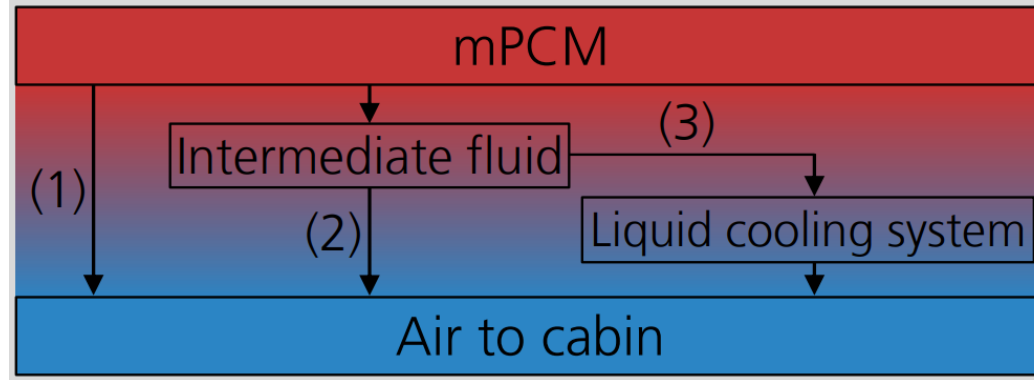 mPCM
(3)
Intermediate fluid
(1)
(2)
Liquid cooling system
Air to cabin